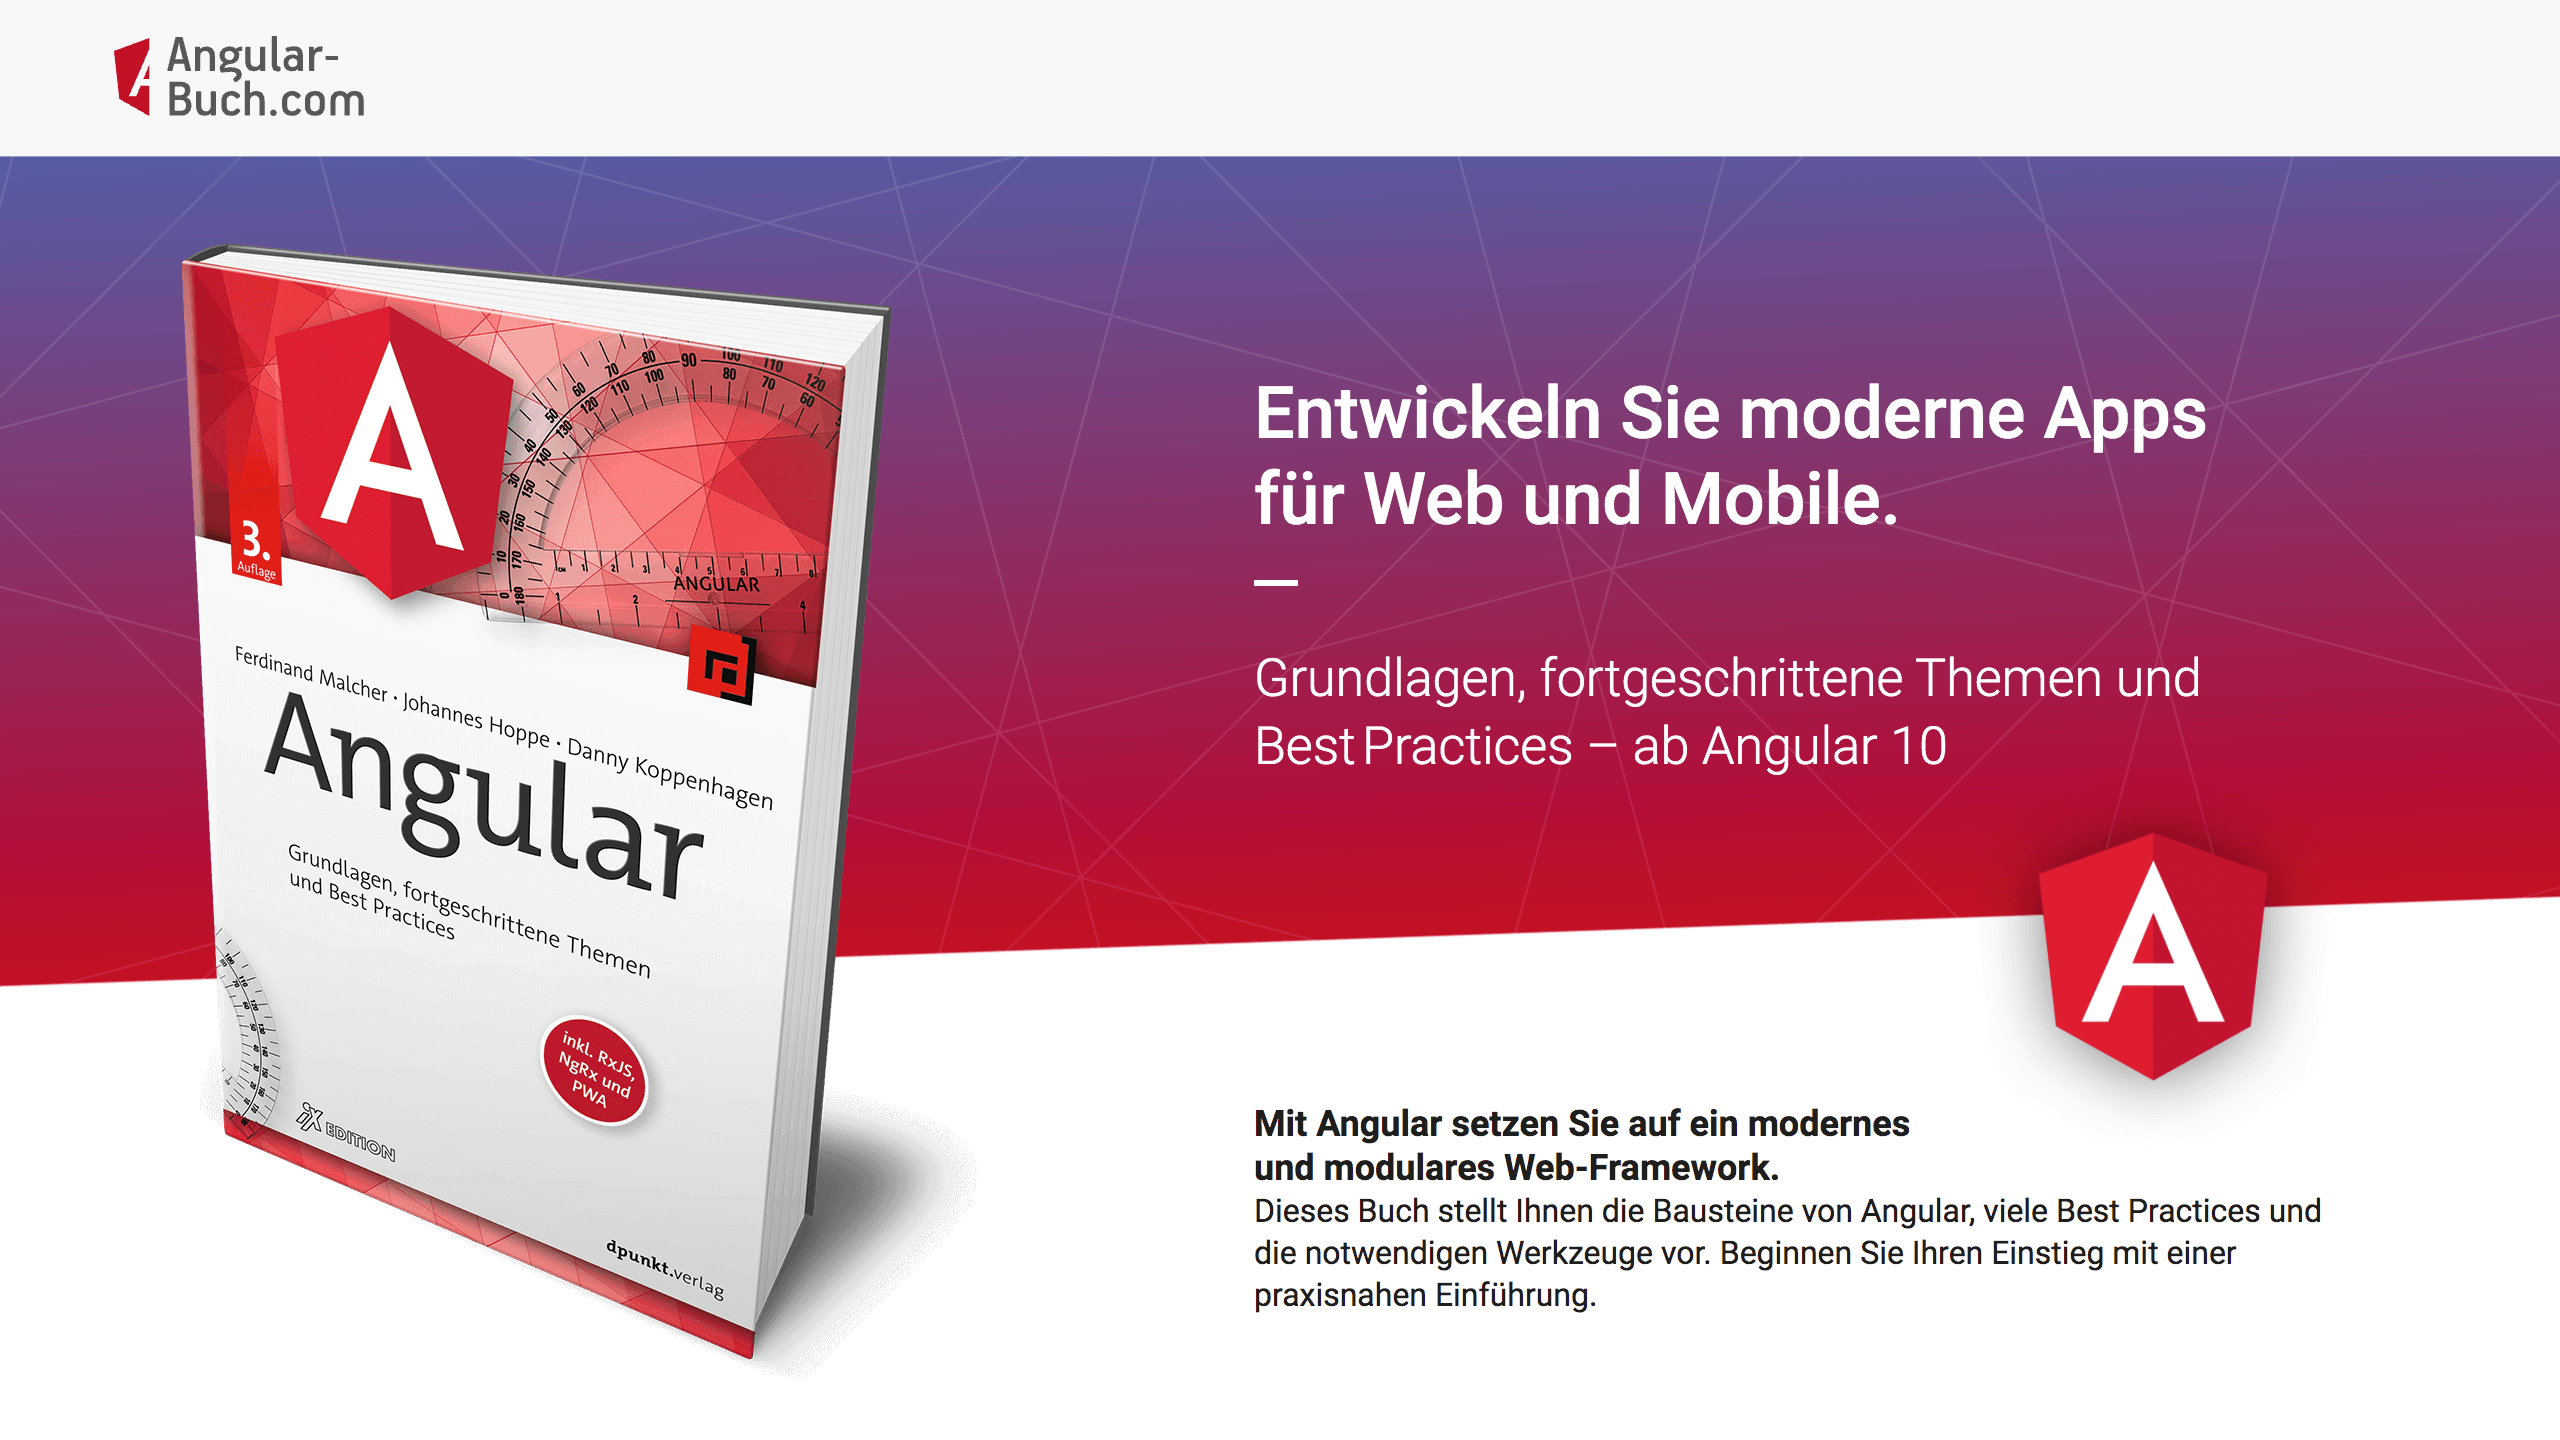 Angular-
Buch.com
3.
Auflage
ANGULAR
Ferdinand Malcher · Johannes Hoppe · Danny Koppenhagen
Angular
Grundlagen, fortgeschrittene Themen
und Best Practices
inkl. RxJS,
NgRx und
PWA
iX EDITION
dpunkt.verlag
Entwickeln Sie moderne Apps
für Web und Mobile.
Grundlagen, fortgeschrittene Themen und
Best Practices – ab Angular 10
Mit Angular setzen Sie auf ein modernes
und modulares Web-Framework.
Dieses Buch stellt Ihnen die Bausteine von Angular, viele Best Practices und
die notwendigen Werkzeuge vor. Beginnen Sie Ihren Einstieg mit einer
praxisnahen Einführung.